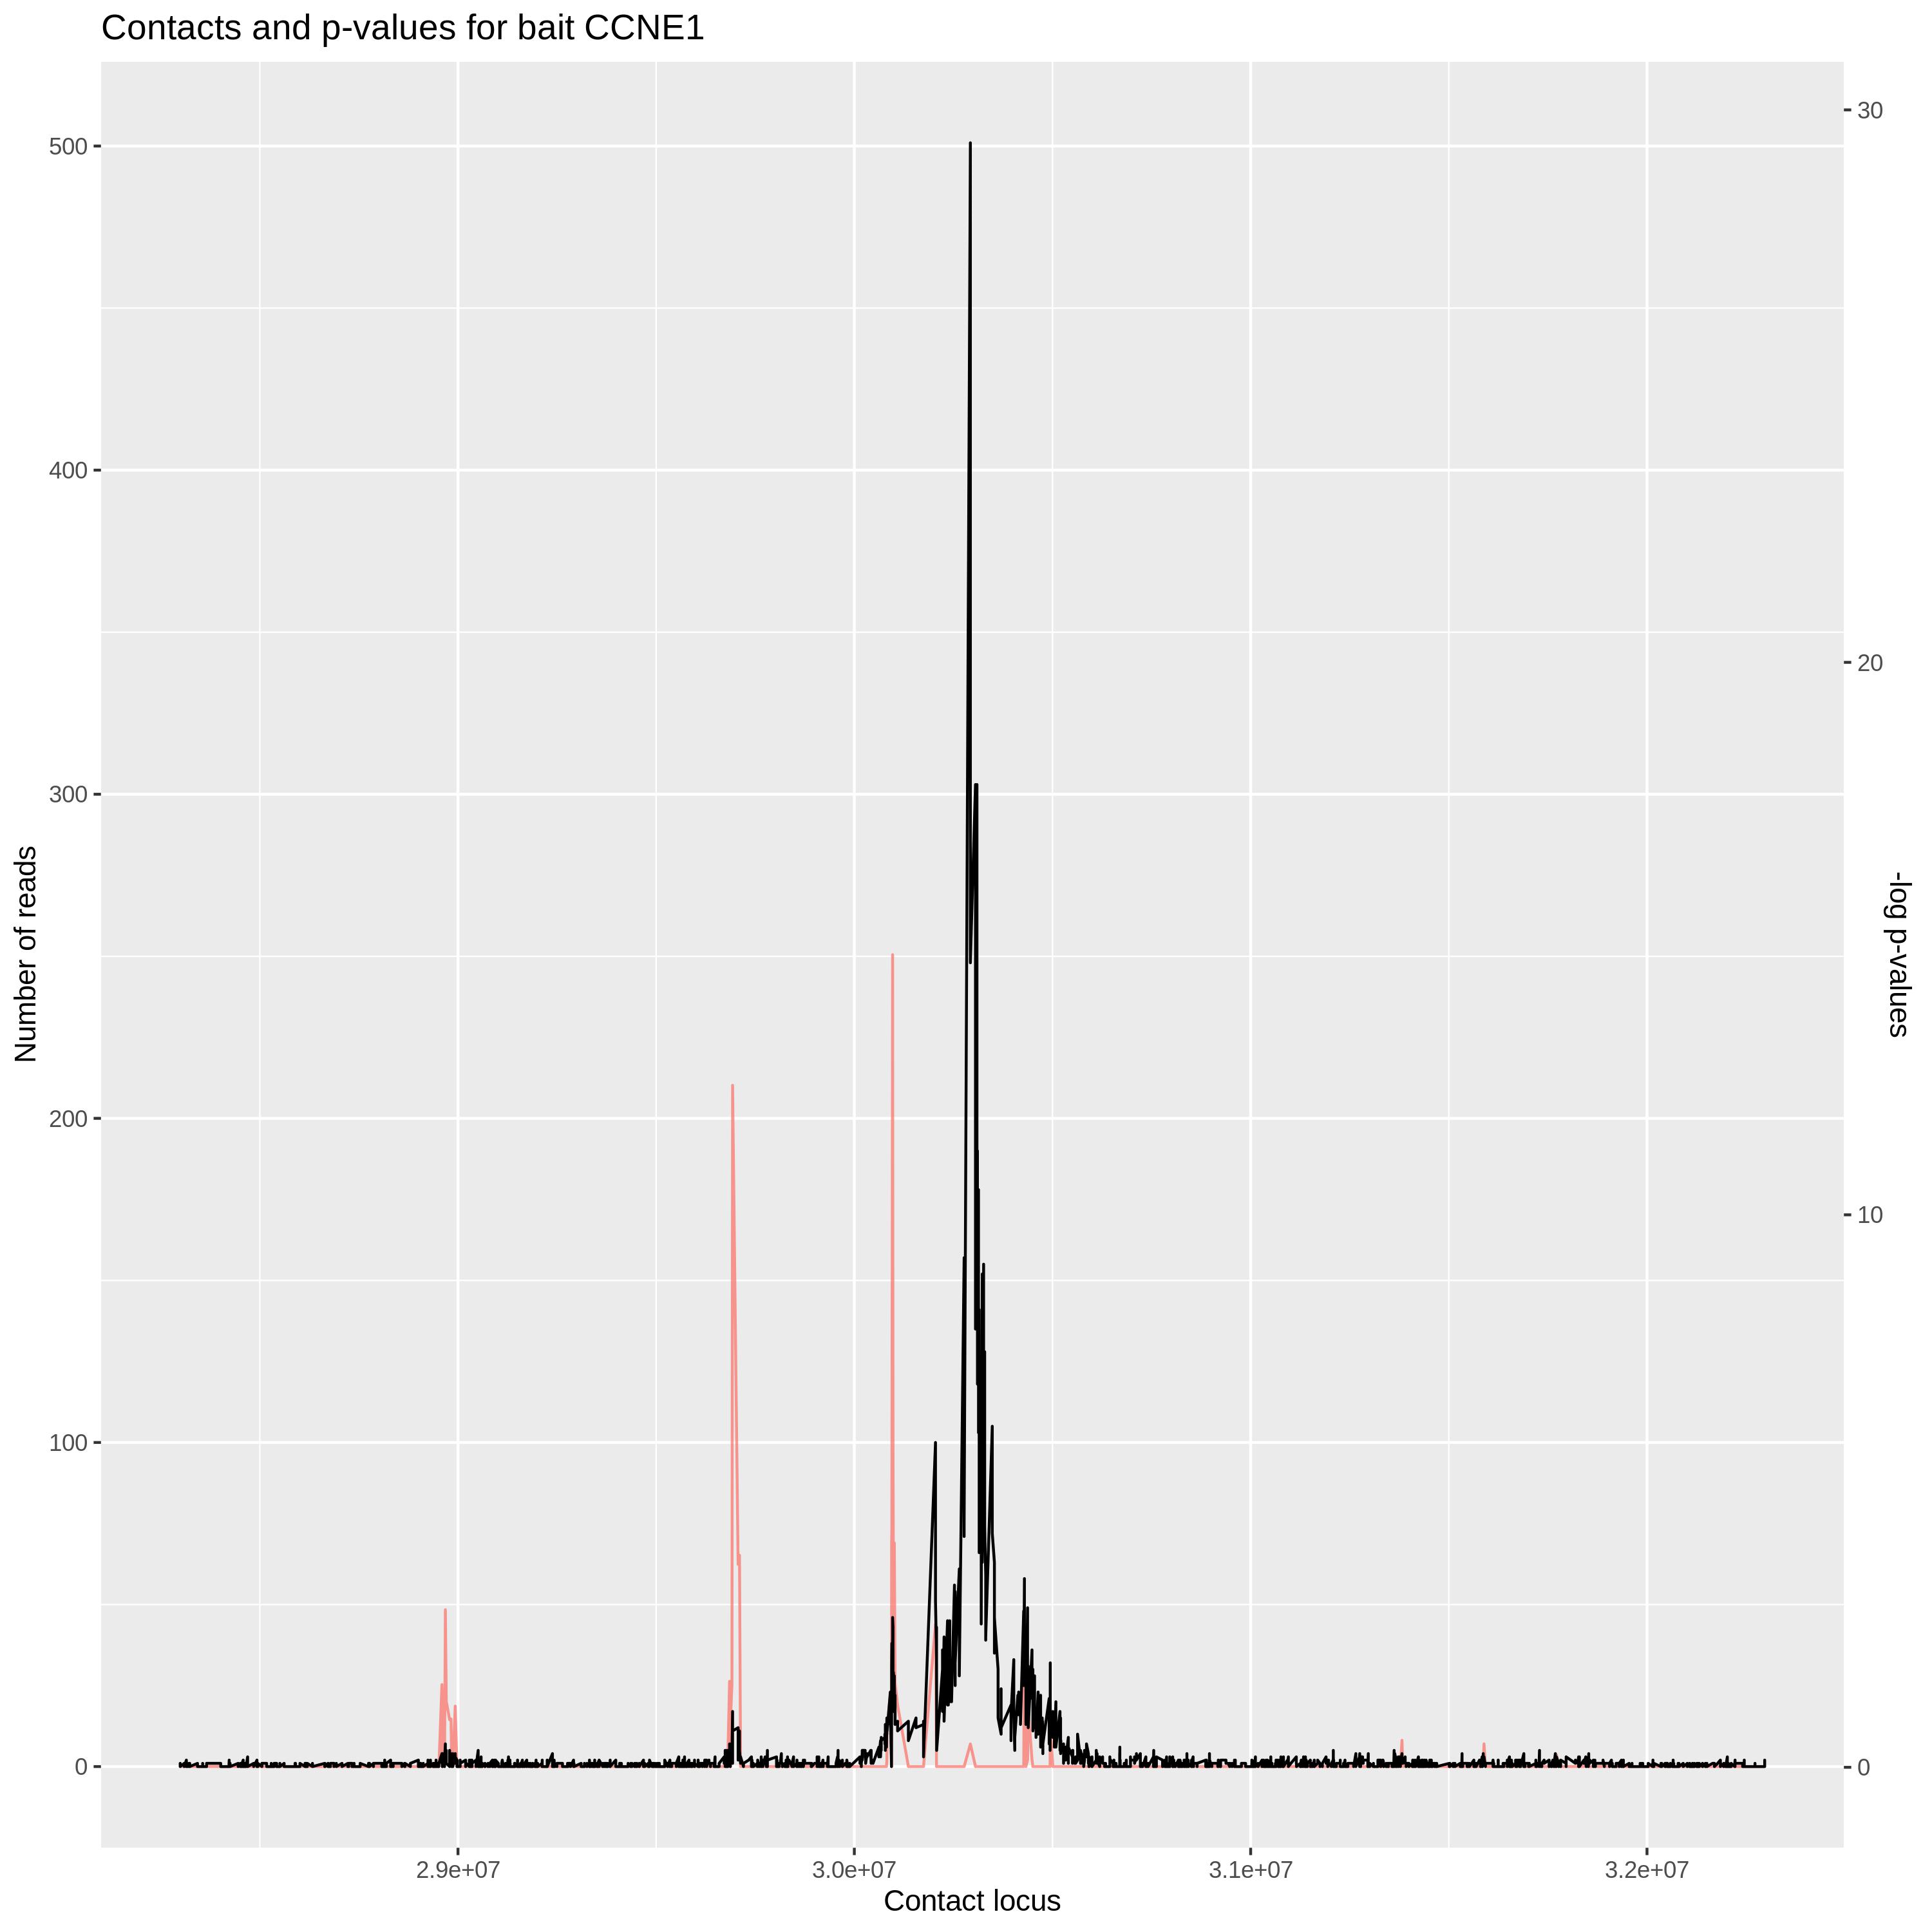 Contacts and p-values for bait CCNE1
Number of reads
500
400
300
200
100
0
30
20
10
0
-log p-values
2.9e+07
3.0e+07
3.1e+07
3.2e+07
Contact locus